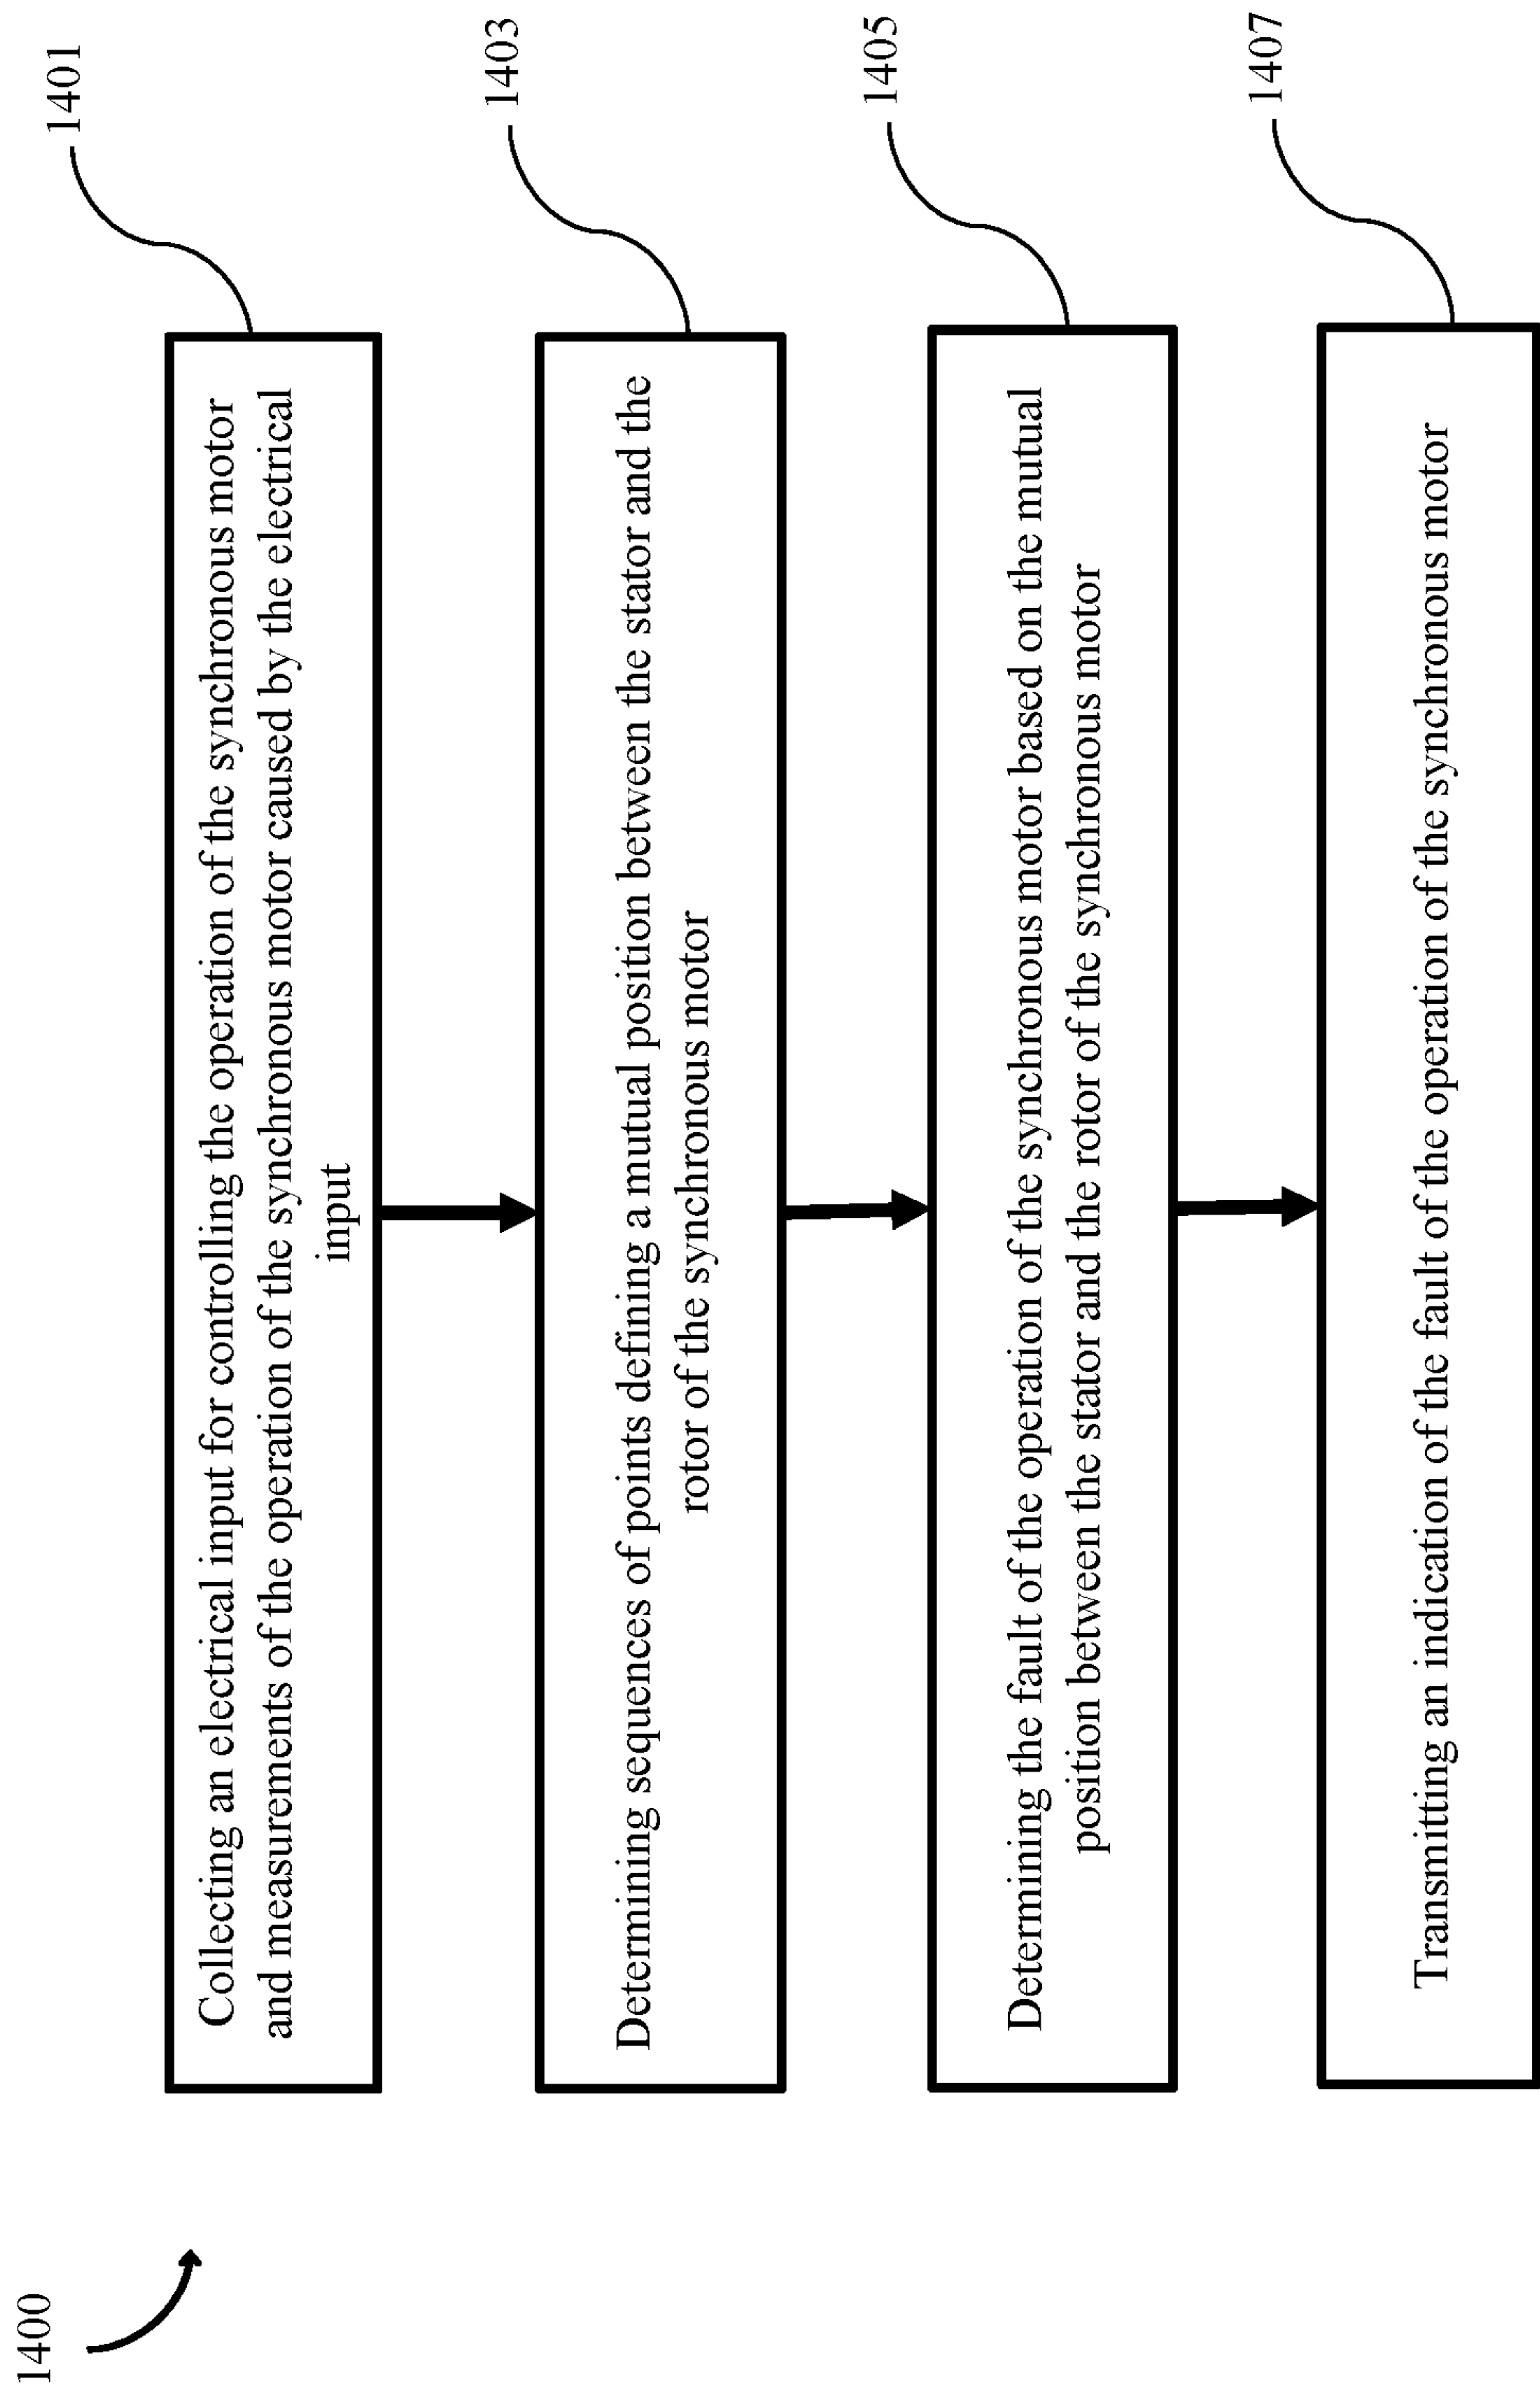 1400
1401
Collecting an electrical input for controlling the operation of the synchronous motor
and measurements of the operation of the synchronous motor caused by the electrical
input
1403
Determining sequences of points defining a mutual position between the stator and the
rotor of the synchronous motor
1405
Determining the fault of the operation of the synchronous motor based on the mutual
position between the stator and the rotor of the synchronous motor
1407
Transmitting an indication of the fault of the operation of the synchronous motor